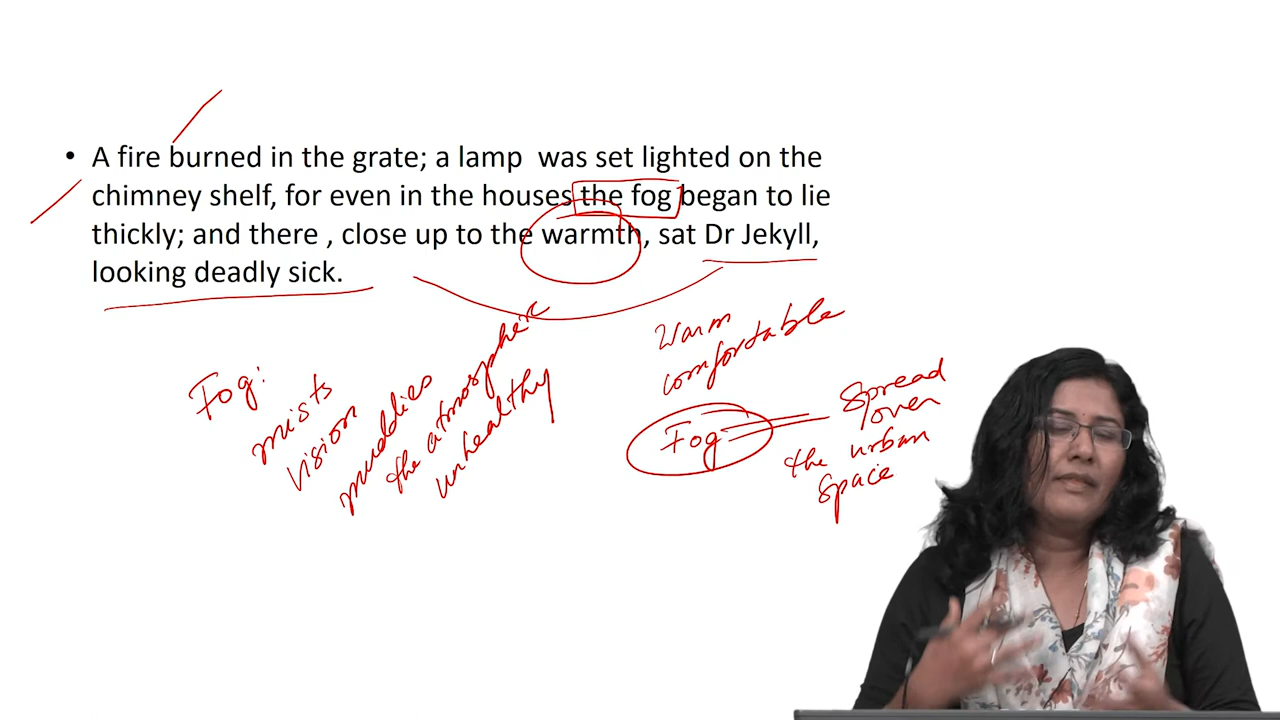 • A fire burned in the grate; a lamp was set lighted on the
chimney shelf, for even in the houses the fog began to lie
thickly; and there , close up to the warmth, sat Dr Jekyll,
looking deadly sick.
Fog:
mists
vision
muddies
the atmospheric
unhealthy
Warm
comfortable
Fog
Spread
over
the urban
space